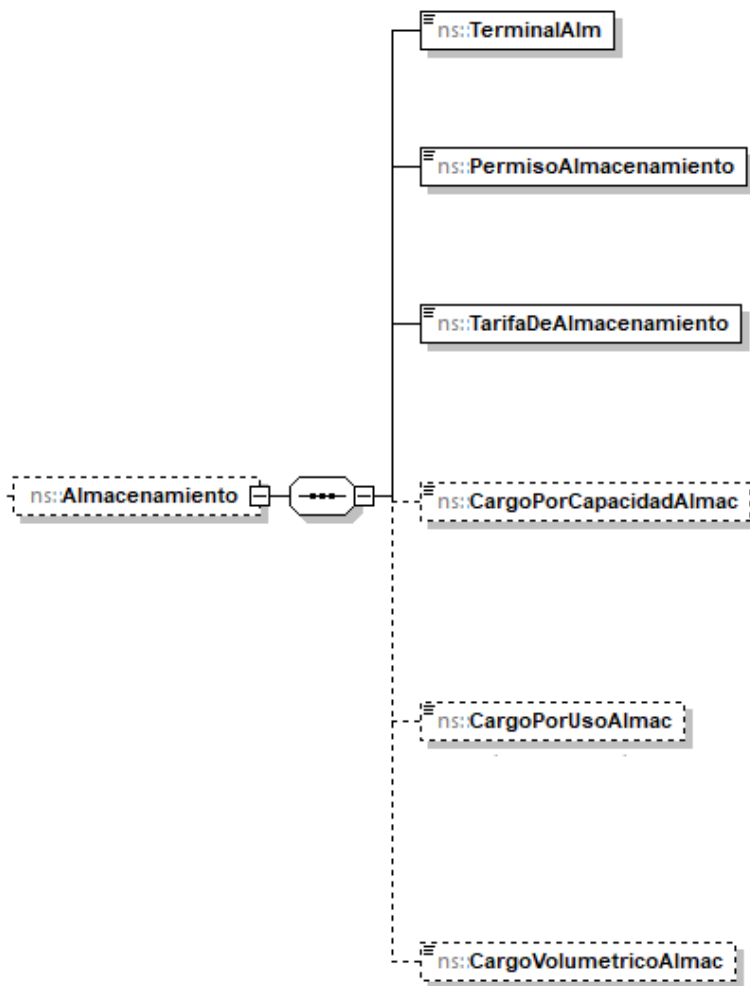 ns::TerminalAlm
ns::PermisoAlmacenamiento
ns::TarifaDeAlmacenamiento
ns::Almacenamiento
ns::CargoPorCapacidadAlmac
ns::CargoPorUsoAlmac
ns::CargoVolumetricoAlmac